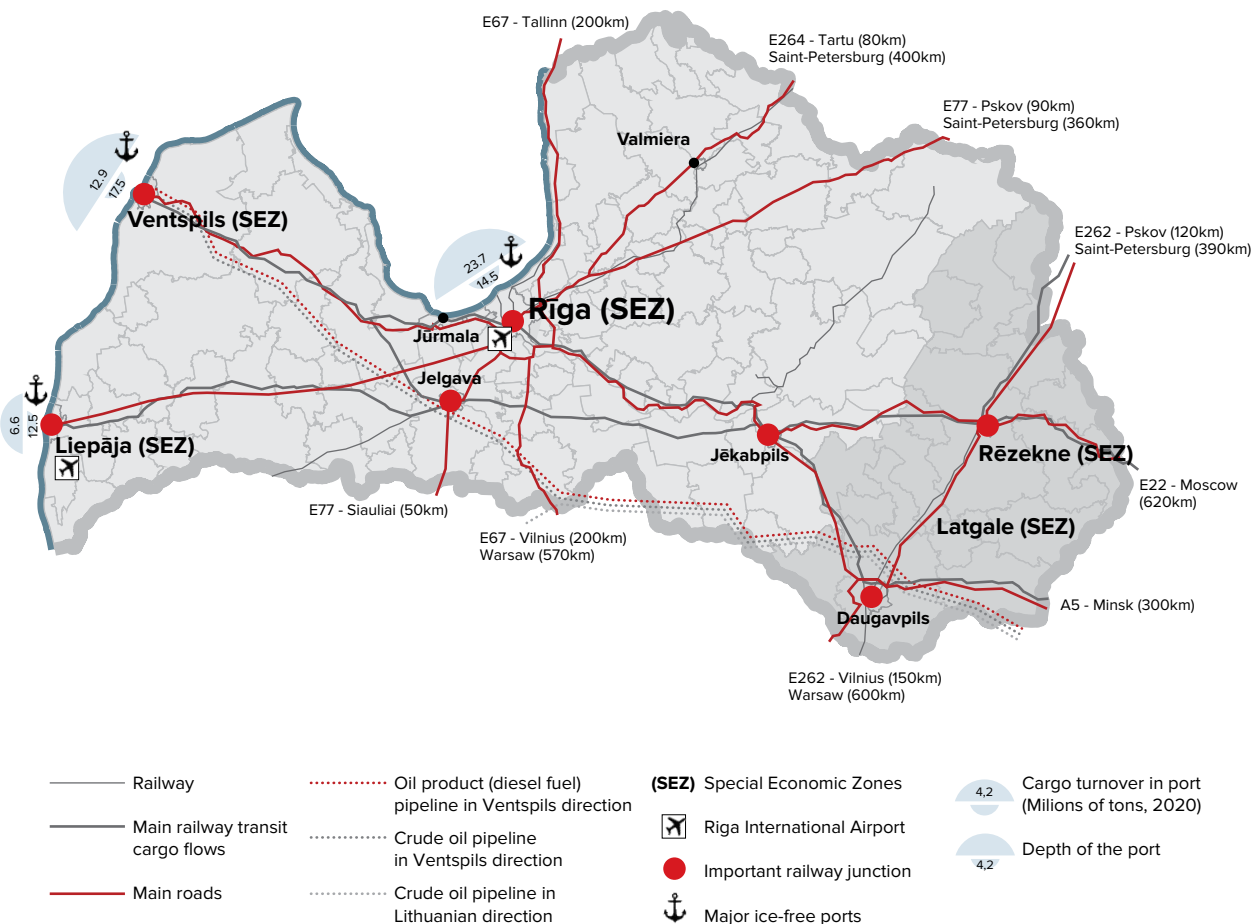 E67 - Tallinn (200km)
E264 - Tartu (80km)
Saint-Petersburg (400km)
E77 - Pskov (90km)
Saint-Petersburg (360km)
Valmiera
12.9
17.5
Ventspils (SEZ)
E262 - Pskov (120km)
Saint-Petersburg (390km)
23.7
14.5
Rīga (SEZ)
Jūrmala
Jelgava
6.6
12.5
Liepāja (SEZ)
Jēkabpils
Rēzekne (SEZ)
E22 - Moscow
(620km)
E77 - Siauliai (50km)
E67 - Vilnius (200km)
Warsaw (570km)
Latgale (SEZ)
A5 - Minsk (300km)
Daugavpils
E262 - Vilnius (150km)
Warsaw (600km)
Railway
Main railway transit
cargo flows
Main roads
Oil product (diesel fuel)
pipeline in Ventspils direction
Crude oil pipeline
in Ventspils direction
Crude oil pipeline in
Lithuanian direction
(SEZ) Special Economic Zones
Riga International Airport
Important railway junction
Major ice-free ports
4,2
Cargo turnover in port
(Milions of tons, 2020)
4,2
Depth of the port